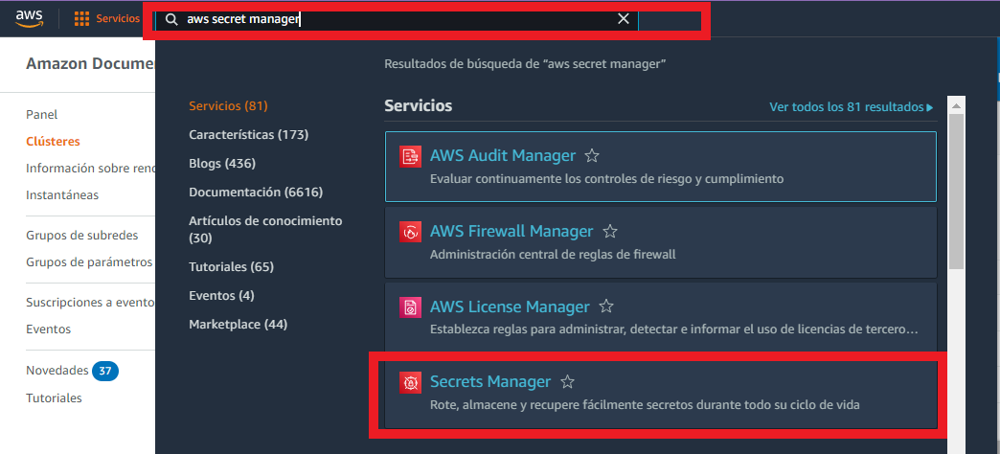 aws
Servicios
aws secret manager
Amazon Docume
Resultados de búsqueda de “aws secret manager”
Panel
Clústeres
Información sobre rend
Instantáneas
Grupos de subredes
Grupos de parámetros
Suscripciones a evento
Eventos
Novedades 37
Tutoriales
Servicios (81)
Características (173)
Blogs (436)
Documentación (6616)
Artículos de conocimiento
(30)
Tutoriales (65)
Eventos (4)
Marketplace (44)
Servicios
Ver todos los 81 resultados
AWS Audit Manager
Evaluar continuamente los controles de riesgo y cumplimiento
AWS Firewall Manager
Administración central de reglas de firewall
AWS License Manager
Establezca reglas para administrar, detectar e informar el uso de licencias de tercero...
Secrets Manager
Rote, almacene y recupere fácilmente secretos durante todo su ciclo de vida